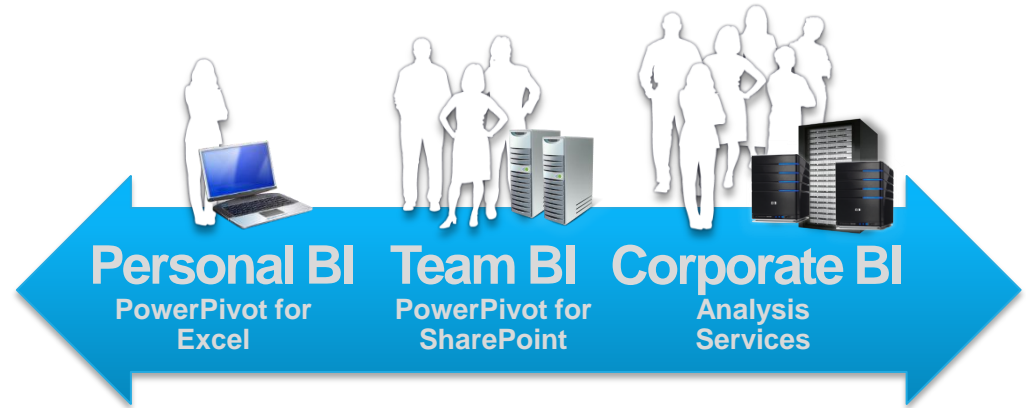 Personal BI
PowerPivot for
Excel
Team BI
PowerPivot for
SharePoint
Corporate BI
Analysis
Services